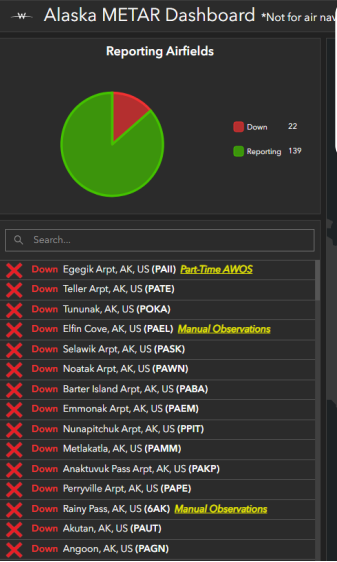 Alaska METAR Dashboard *Not for air nav
Reporting Airfields
Down 22
Reporting 139
Search...
Down Egegik Arpt, AK, US (PAII) Part-Time AWOS
Down Teller Arpt, AK, US (PATE)
Down Tununak, AK, US (POKA)
Down Elfin Cove, AK, US (PAEL) Manual Observations
Down Selawik Arpt, AK, US (PASK)
Down Noatak Arpt, AK, US (PAWN)
Down Barter Island Arpt, AK, US (PABA)
Down Emmonak Arpt, AK, US (PAEM)
Down Nunapitchuk Arpt, AK, US (PPIT)
Down Metlakatla, AK, US (PAMM)
Down Anaktuvuk Pass Arpt, AK, US (PAKP)
Down Perryville Arpt, AK, US (PAPE)
Down Rainy Pass, AK, US (6AK) Manual Observations
Down Akutan, AK, US (PAUT)
Down Angoon, AK, US (PAGN)